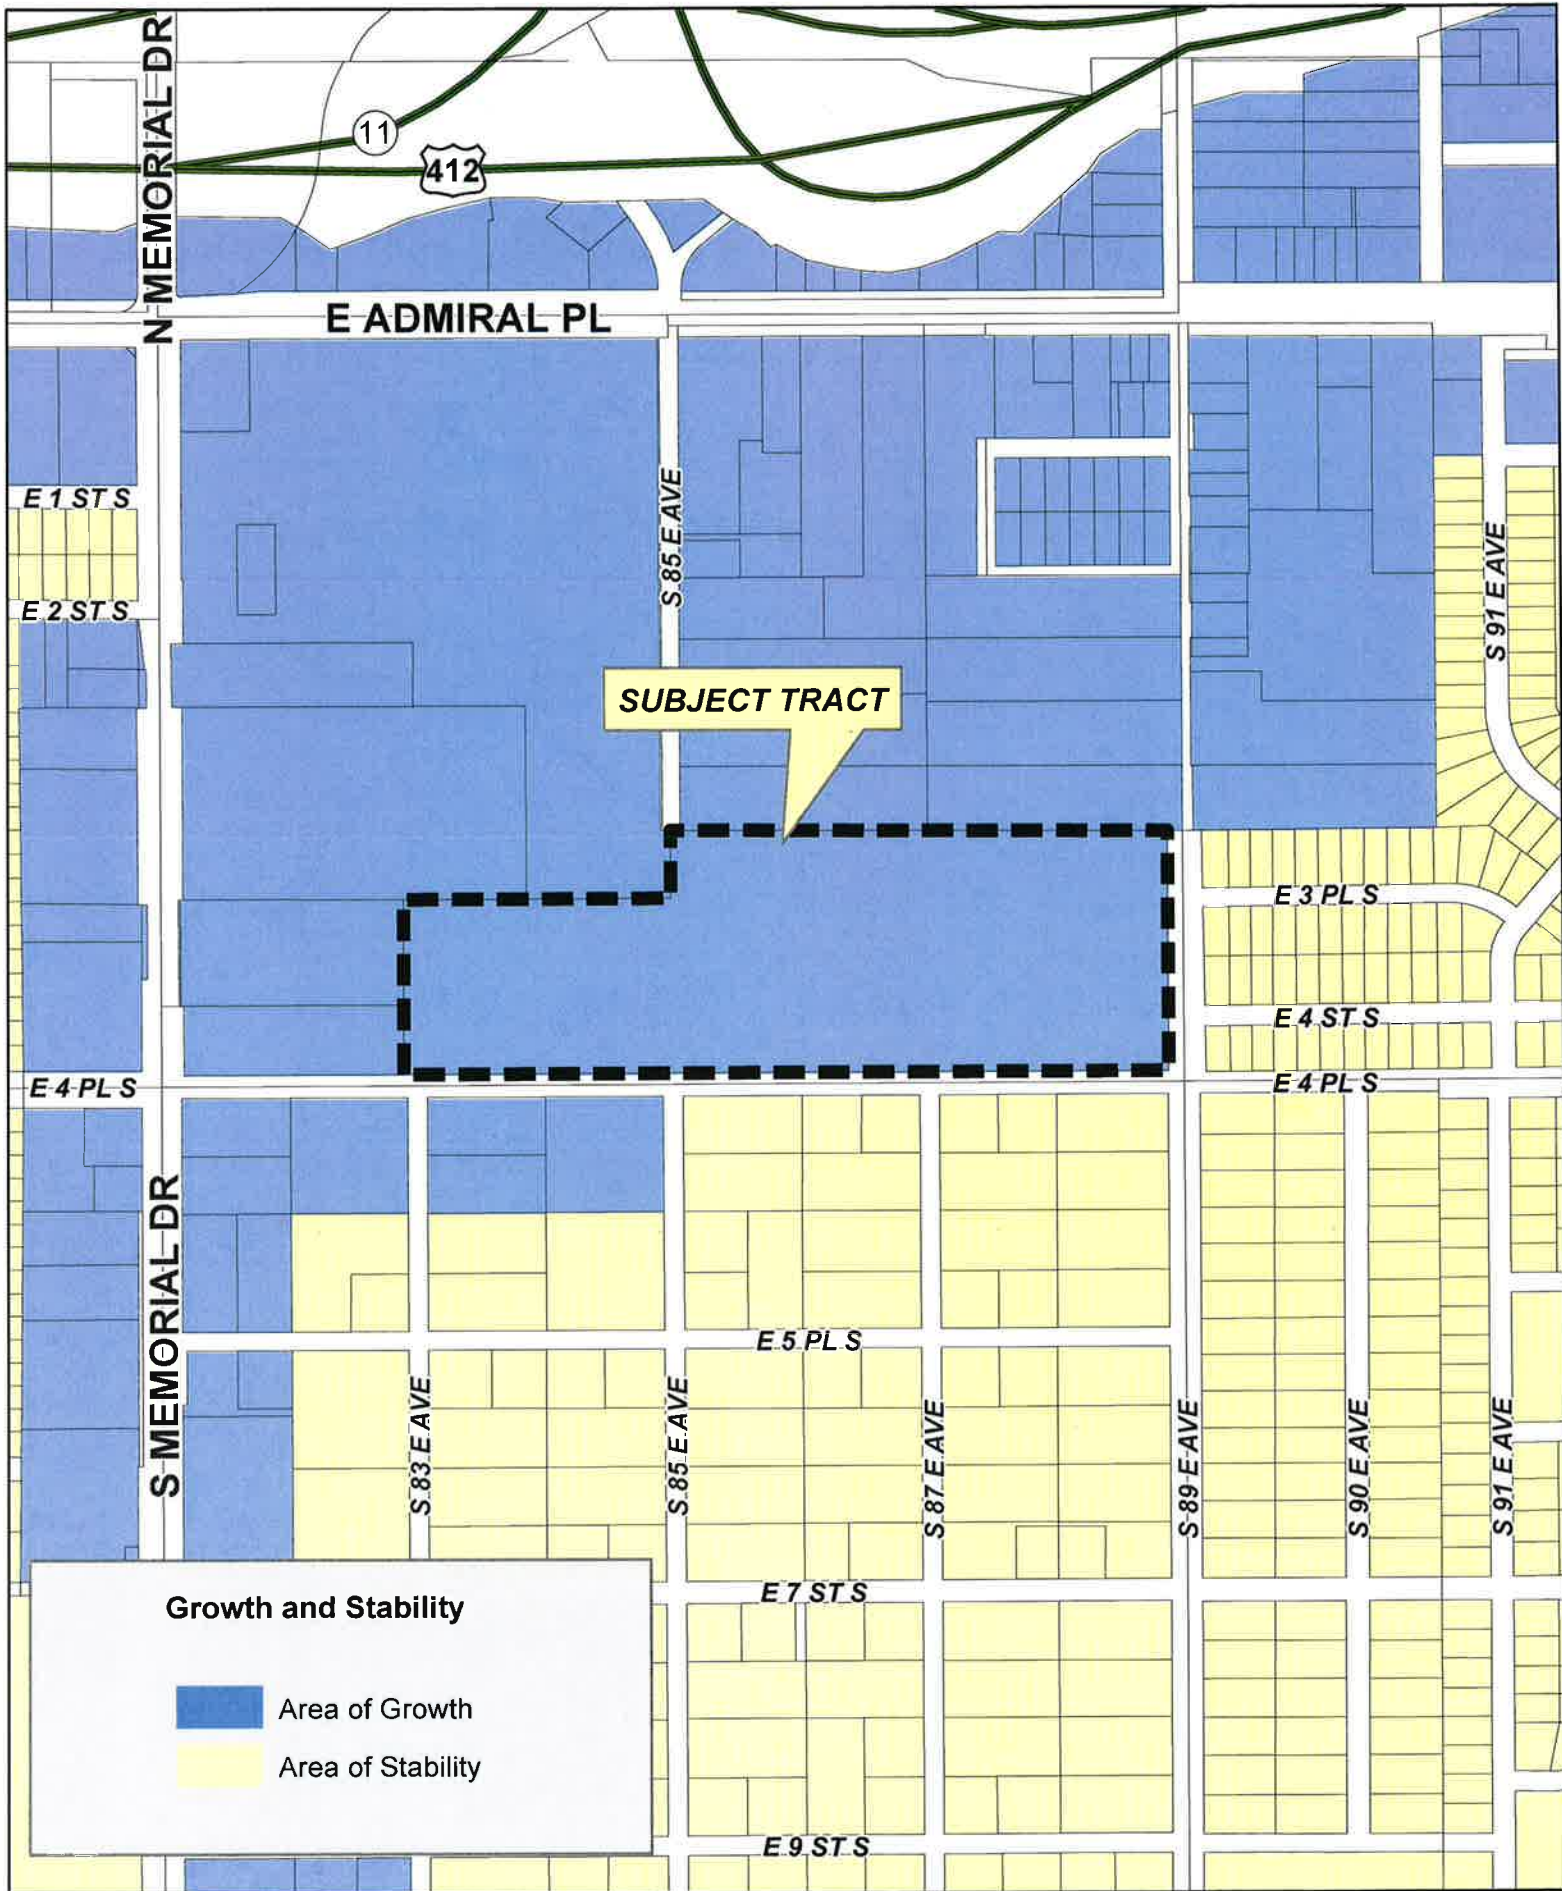 N MEMORIAL DR
11
412
E ADMIRAL PL
E 1 ST S
S 85 E AVE
S 91 E AVE
E 2 ST S
SUBJECT TRACT
E 3 PL S
E 4 ST S
E 4 PL S
E 4 PL S
S MEMORIAL DR
E 5 PL S
S 83 E AVE
S 85 E AVE
S 87 E AVE
S 89 E AVE
S 90 E AVE
S 91 E AVE
E 7 ST S
Growth and Stability
Area of Growth
Area of Stability
E 9 ST S